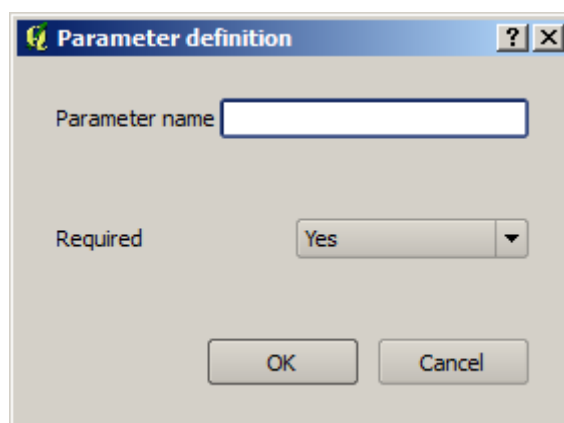 Parameter definition ?
Parameter name
Required Yes
OK Cancel